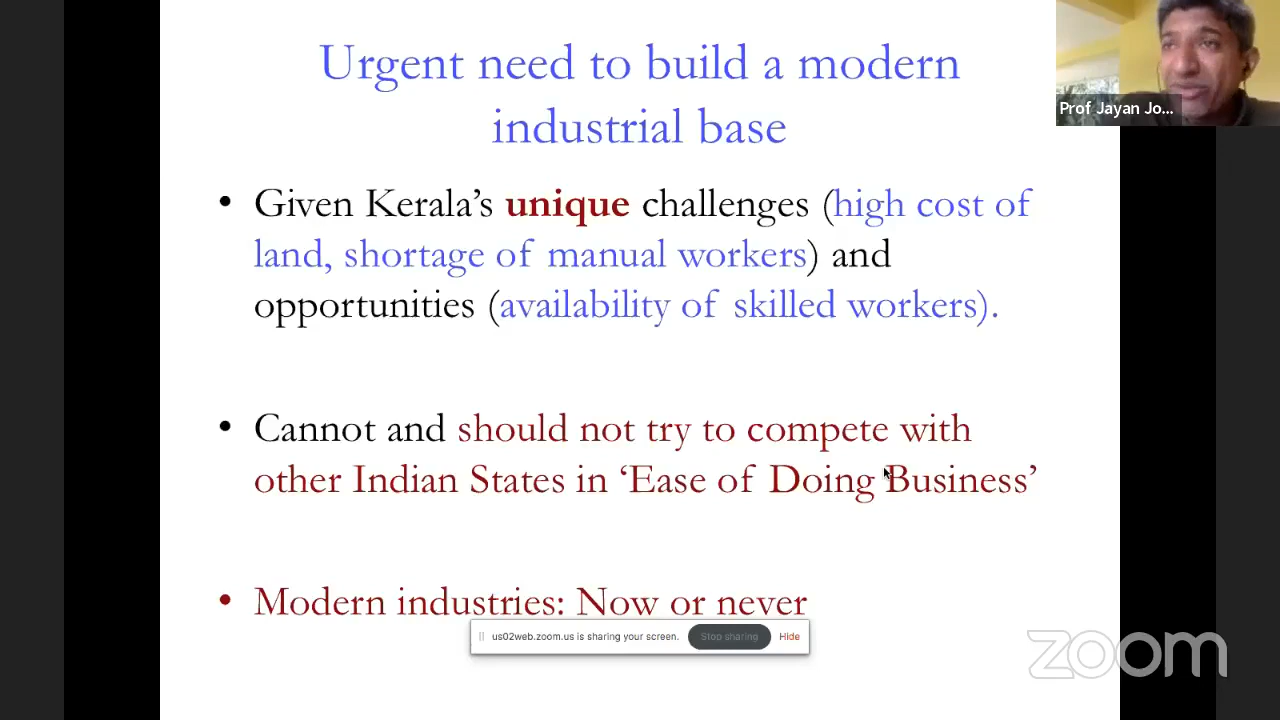 Urgent need to build a modern
industrial base
Prof Jayan Jo...
• Given Kerala’s unique challenges (high cost of
land, shortage of manual workers) and
opportunities (availability of skilled workers).
• Cannot and should not try to compete with
other Indian States in ‘Ease of Doing Business’
• Modern industries: Now or never
us02web.zoom.us is sharing your screen. Stop sharing Hide
zoom